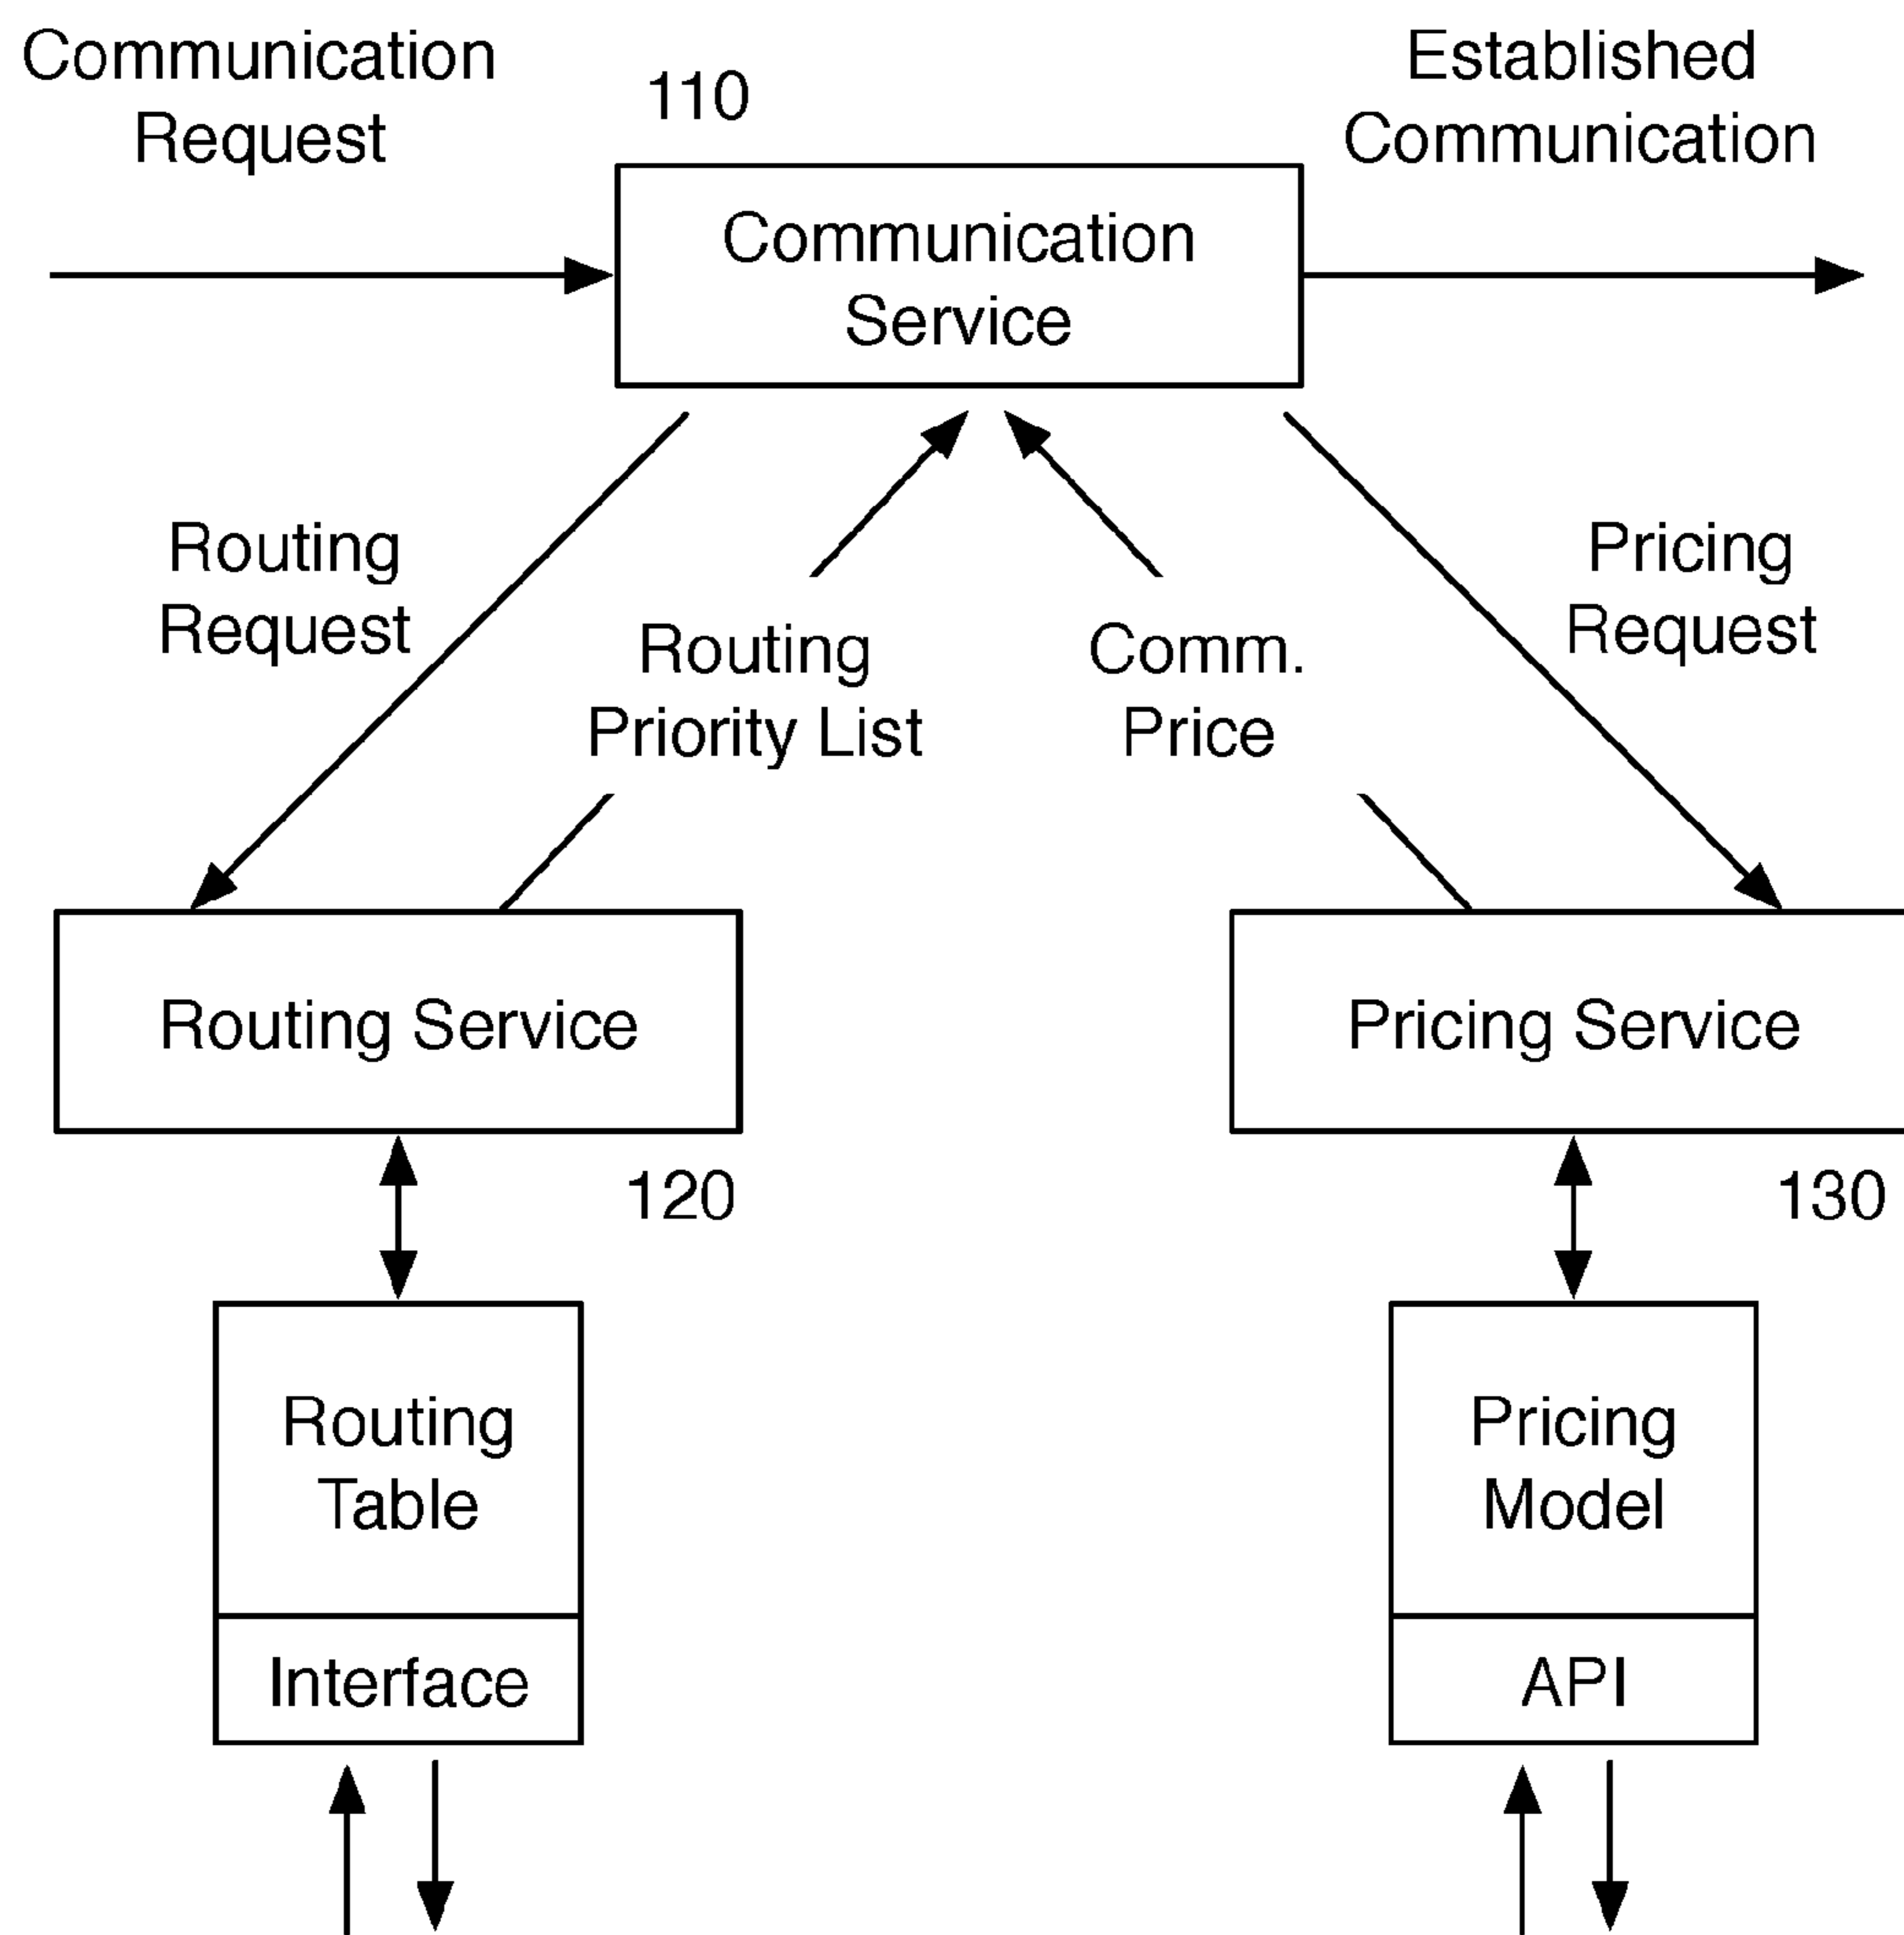 Communication
Request
110
Established
Communication
Communication
Service
Routing
Request
Routing
Priority List
Comm.
Price
Pricing
Request
Routing Service
Pricing Service
120
130
Routing
Table
Interface
Pricing
Model
API